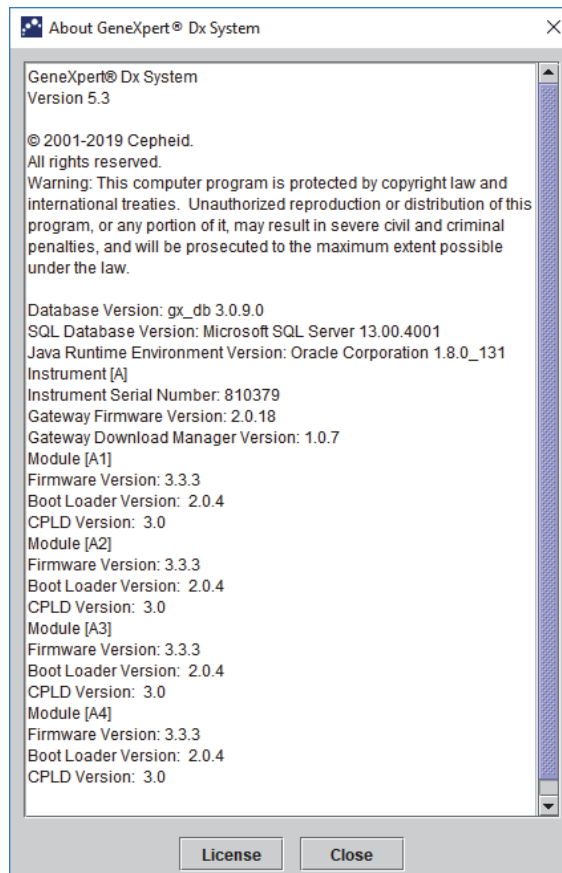 About GeneXpert® Dx System
GeneXpert® Dx System
Version 5.3
© 2001-2019 Cepheid.
All rights reserved.
Warning: This computer program is protected by copyright law and
international treaties.  Unauthorized reproduction or distribution of this
program, or any portion of it, may result in severe civil and criminal
penalties, and will be prosecuted to the maximum extent possible
under the law.
Database Version: gx_db 3.0.9.0
SQL Database Version: Microsoft SQL Server 13.00.4001
Java Runtime Environment Version: Oracle Corporation 1.8.0_131
Instrument [A]
Instrument Serial Number: 810379
Gateway Firmware Version: 2.0.18
Gateway Download Manager Version: 1.0.7
Module [A1]
Firmware Version: 3.3.3
Boot Loader Version:  2.0.4
CPLD Version:  3.0
Module [A2]
Firmware Version: 3.3.3
Boot Loader Version:  2.0.4
CPLD Version:  3.0
Module [A3]
Firmware Version: 3.3.3
Boot Loader Version:  2.0.4
CPLD Version:  3.0
Module [A4]
Firmware Version: 3.3.3
Boot Loader Version:  2.0.4
CPLD Version:  3.0
License Close